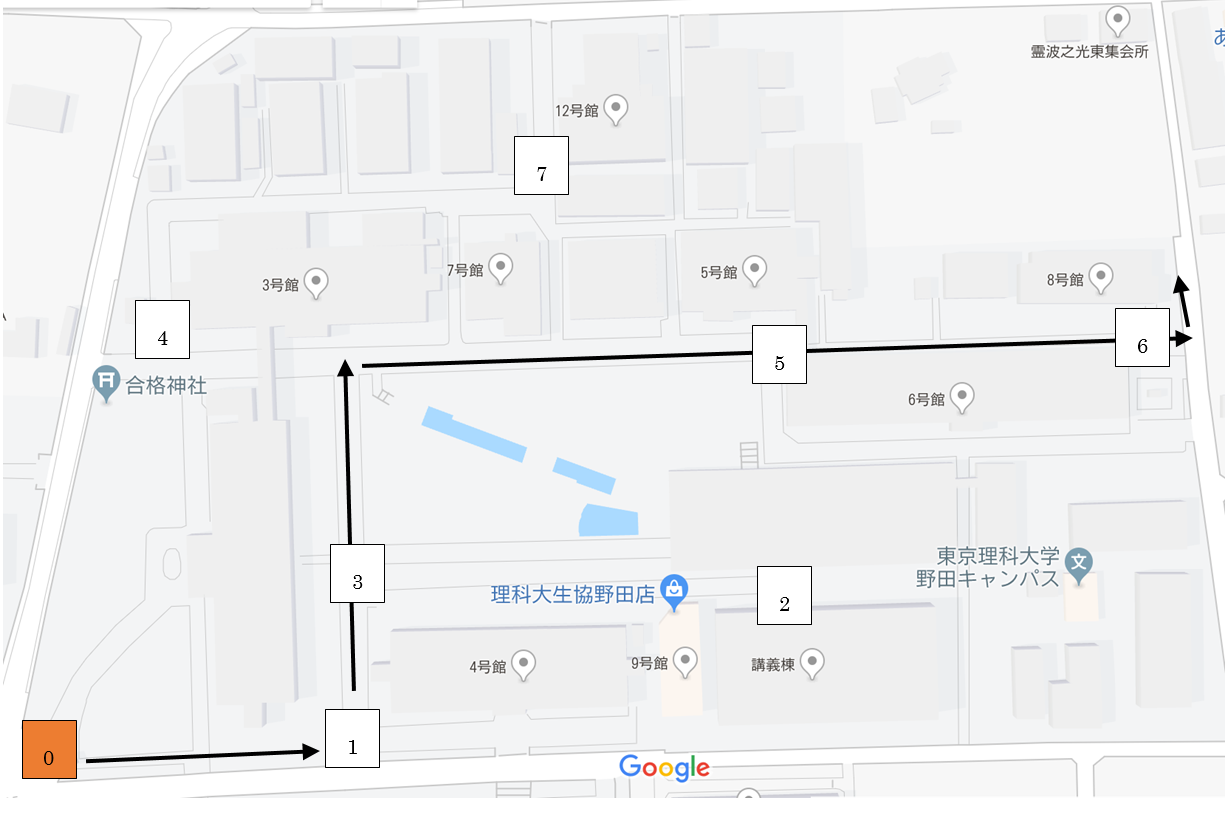 霊波之光東集会所
あ
12号館
7
3号館
7号館
5号館
8号館
4
5
6
合格神社
6号館
3
理科大生協野田店
2
東京理科大学
野田キャンパス
4号館
9号館
講義棟
0
1
Google